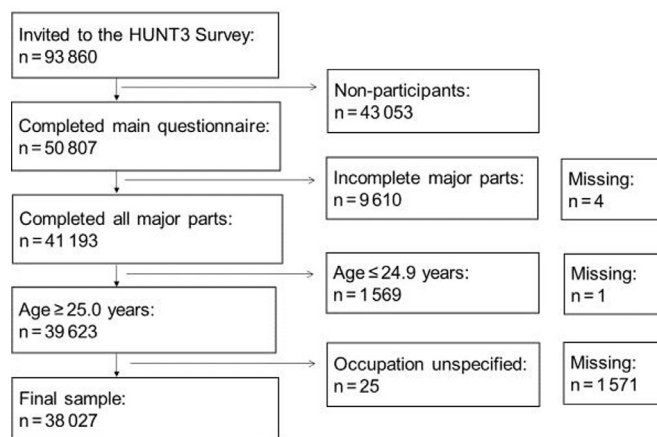 Invited to the HUNT3 Survey:
n = 93 860
Non-participants:
n = 43 053
Completed main questionnaire:
n = 50 807
Incomplete major parts:
n = 9 610
Missing:
n = 4
Completed all major parts:
n = 41 193
Age ≤ 24.9 years:
n = 1 569
Missing:
n = 1
Age ≥ 25.0 years:
n = 39 623
Occupation unspecified:
n = 25
Missing:
n = 1 571
Final sample:
n = 38 027